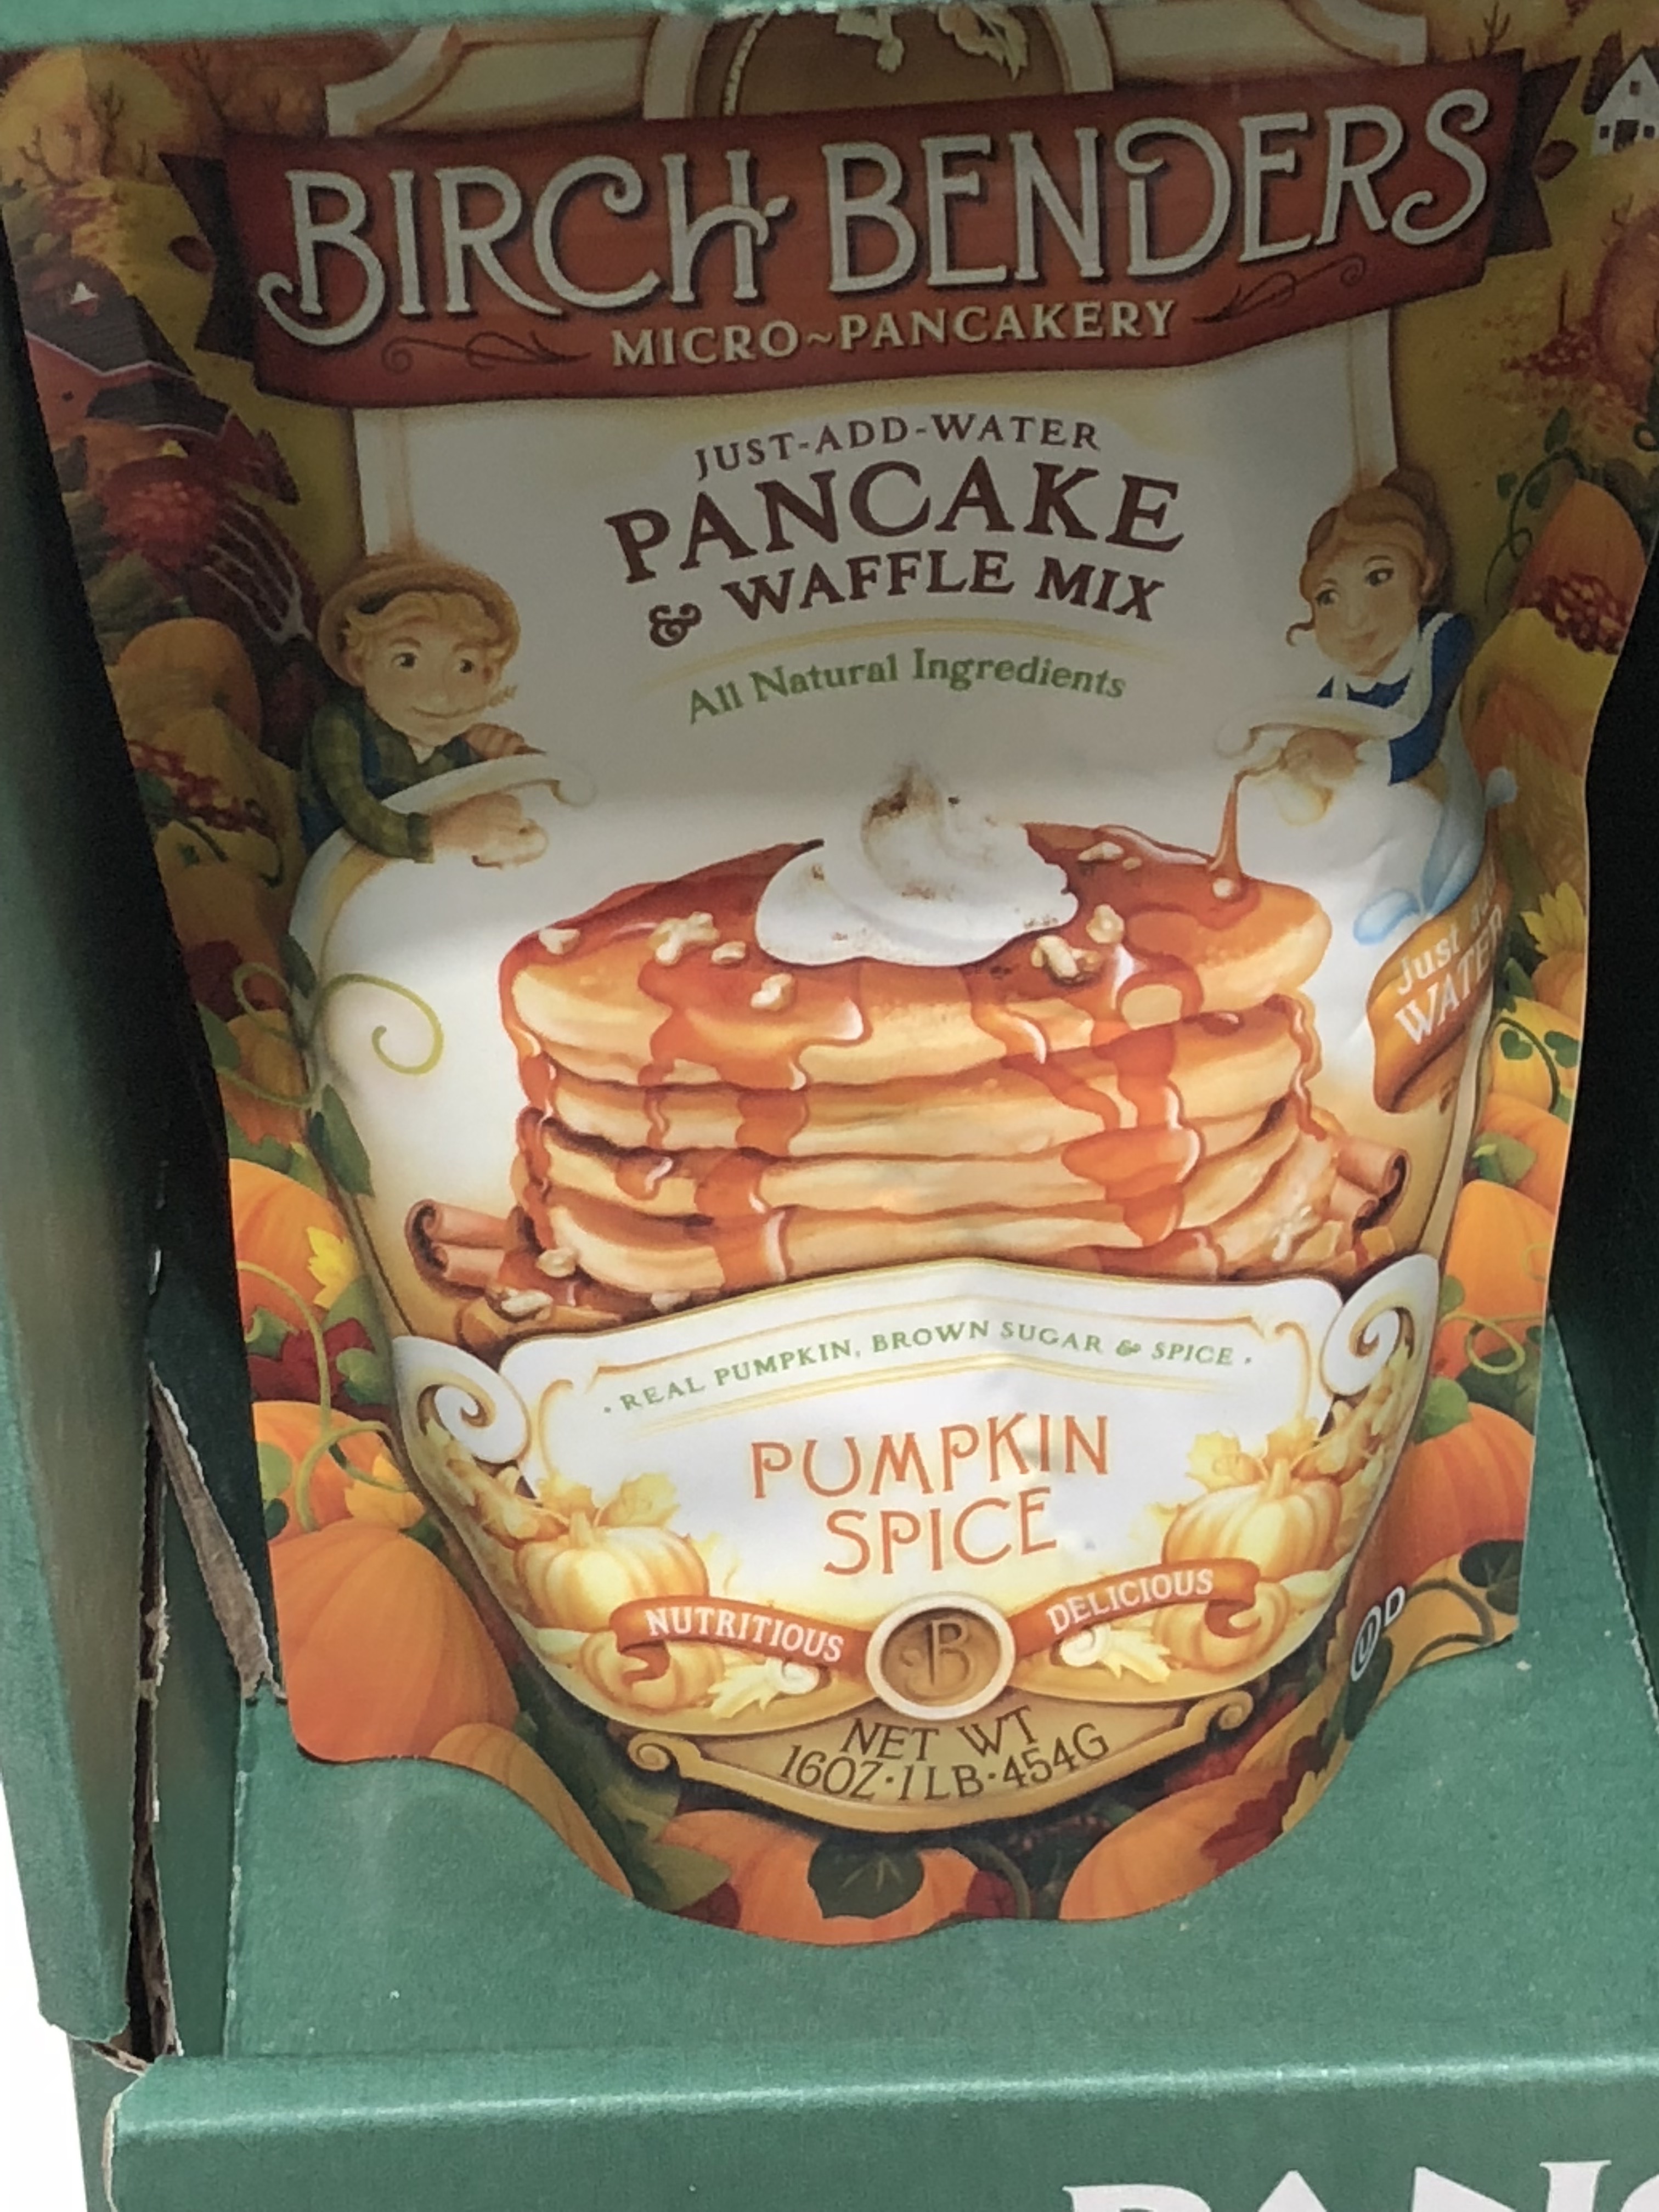 BIRCH BENDERS
MICRO~PANCAKERY
JUST-ADD-WATER
PANCAKE
& WAFFLE MIX
All Natural Ingredients
Just
WATER
· REAL PUMPKIN, BROWN SUGAR & SPICE ·
PUMPKIN
SPICE
NUTRITIOUS
B
DELICIOUS
U D
NET WT
16OZ·1LB·454G